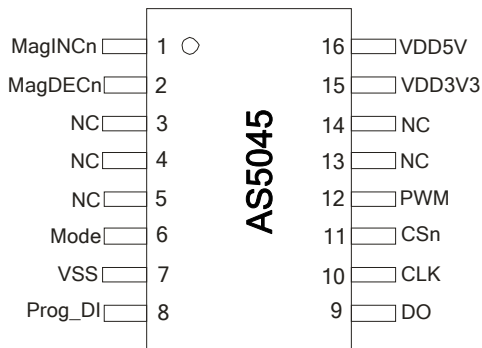 MagINCn 1 16 VDD5V
MagDECn 2 15 VDD3V3
NC 3 14 NC
NC 4 13 NC
NC 5 12 PWM
Mode 6 11 CSn
VSS 7 10 CLK
Prog_DI 8 9 DO
AS5045